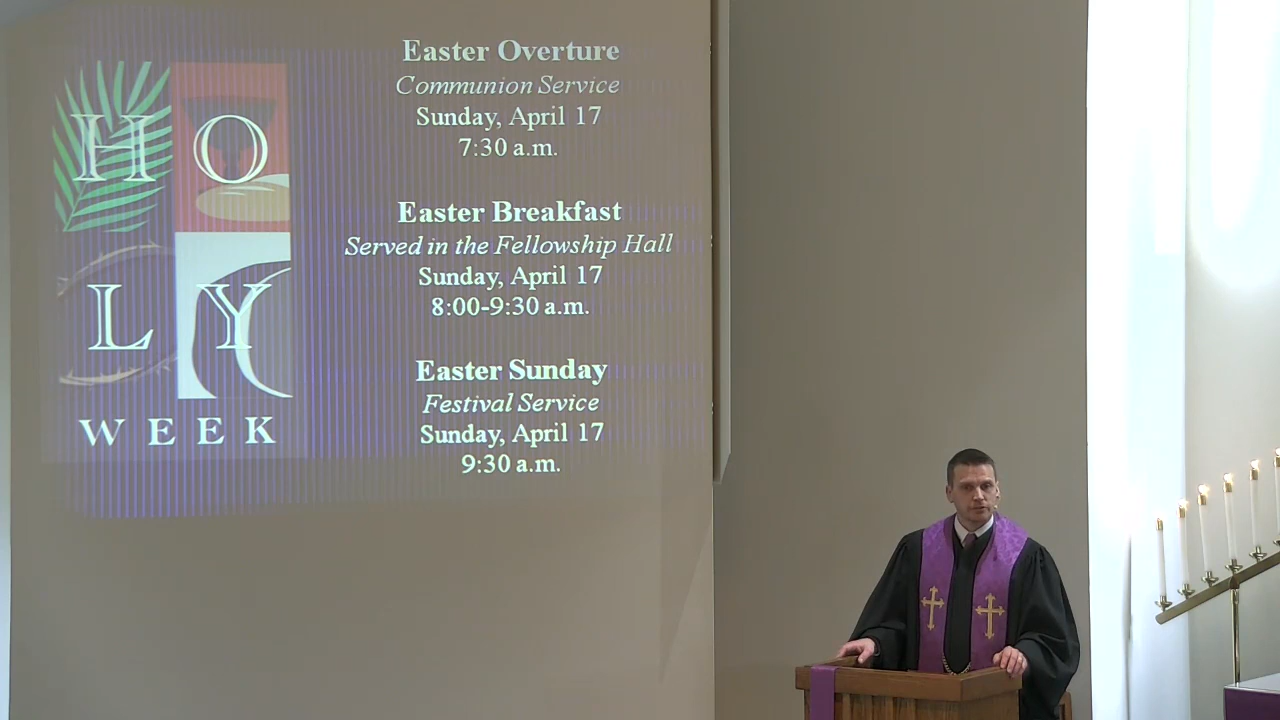 HO
LY
WEEK
Easter Overture
Communion Service
Sunday, April 17
7:30 a.m.
Easter Breakfast
Served in the Fellowship Hall
Sunday, April 17
8:00-9:30 a.m.
Easter Sunday
Festival Service
Sunday, April 17
9:30 a.m.